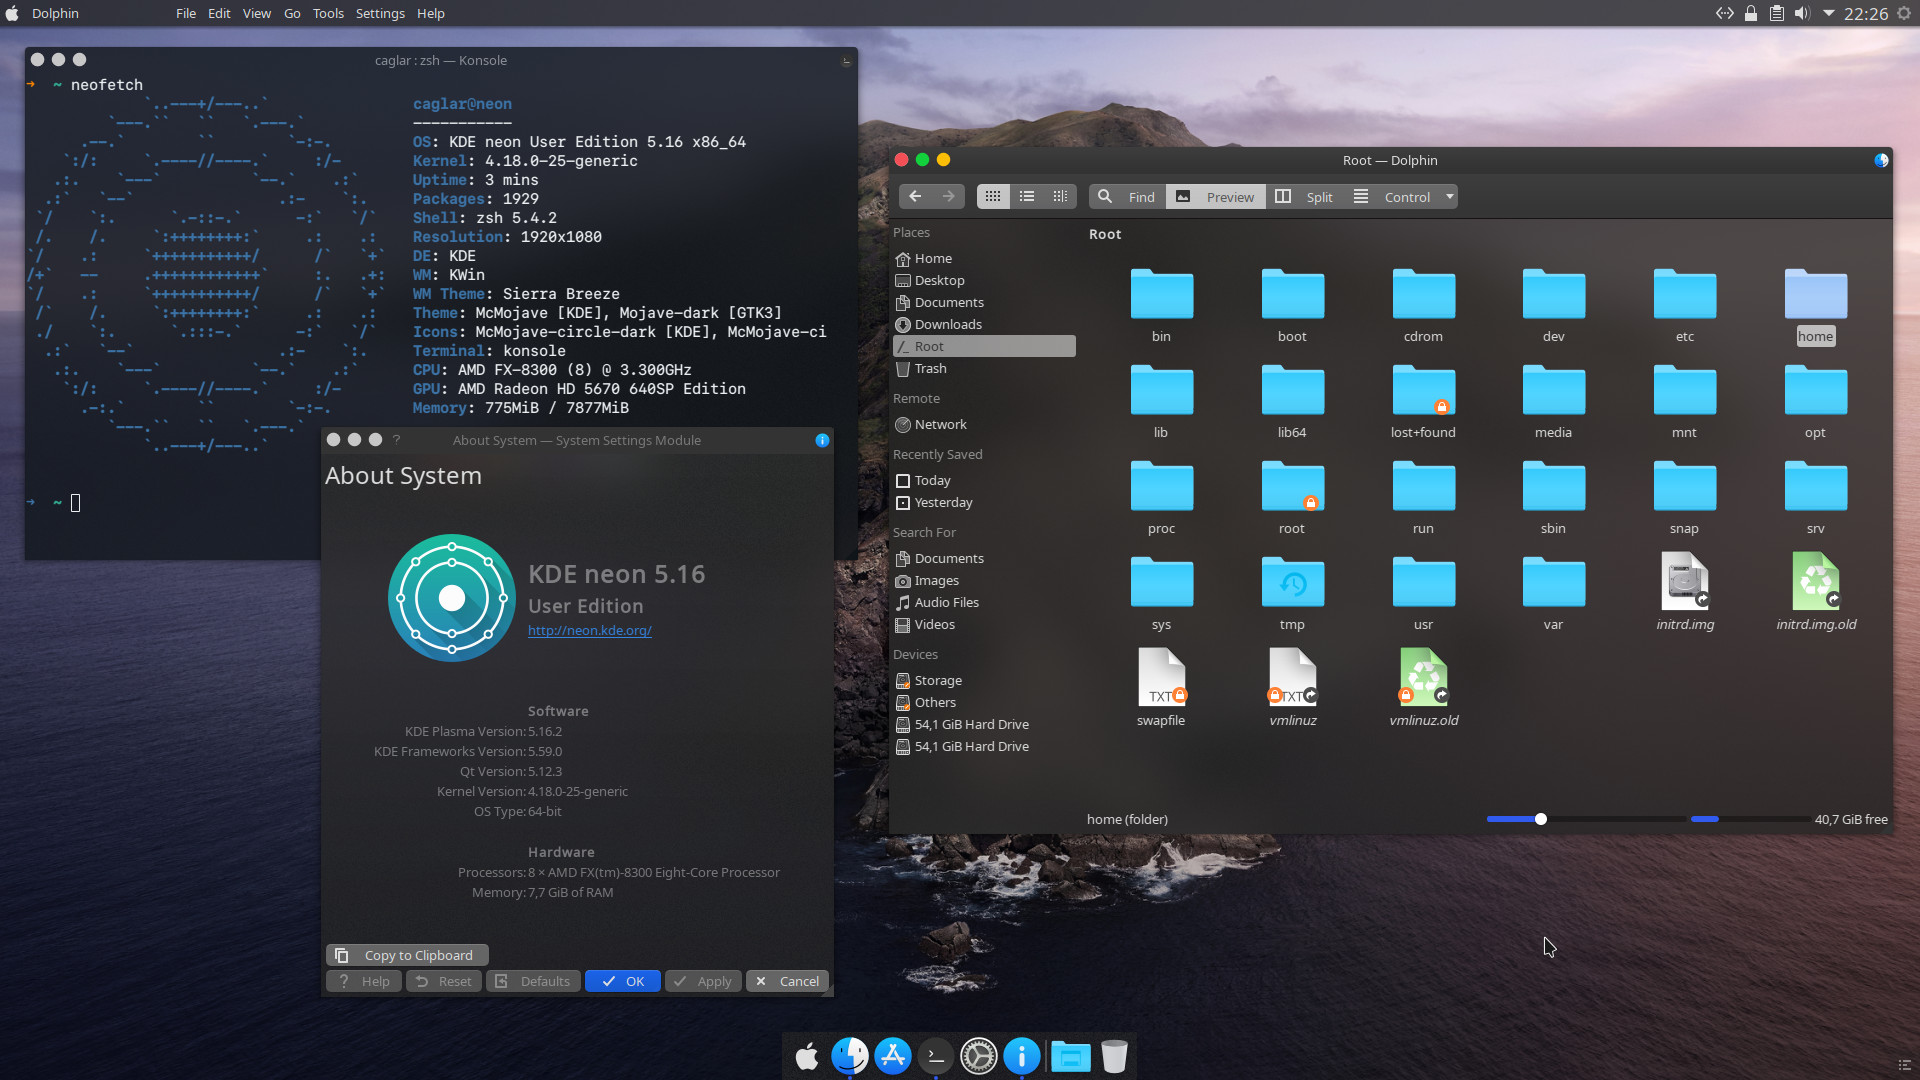 Dolphin File Edit View Go Tools Settings Help 22:26
caglar : zsh — Konsole
➜ ~ neofetch
caglar@neon
-----------
OS: KDE neon User Edition 5.16 x86_64
Kernel: 4.18.0-25-generic
Uptime: 3 mins
Packages: 1929
Shell: zsh 5.4.2
Resolution: 1920x1080
DE: KDE
WM: KWin
WM Theme: Sierra Breeze
Theme: McMojave [KDE], Mojave-dark [GTK3]
Icons: McMojave-circle-dark [KDE], McMojave-ci
Terminal: konsole
CPU: AMD FX-8300 (8) @ 3.300GHz
GPU: AMD Radeon HD 5670 640SP Edition
Memory: 775MiB / 7877MiB
➜ ~
? About System — System Settings Module
About System
KDE neon 5.16
User Edition
http://neon.kde.org/
Software
KDE Plasma Version: 5.16.2
KDE Frameworks Version: 5.59.0
Qt Version: 5.12.3
Kernel Version: 4.18.0-25-generic
OS Type: 64-bit
Hardware
Processors: 8 × AMD FX(tm)-8300 Eight-Core Processor
Memory: 7,7 GiB of RAM
Copy to Clipboard
? Help Reset Defaults OK Apply Cancel
Root — Dolphin
Find Preview Split Control
Places
Home
Desktop
Documents
Downloads
/_ Root
Trash
Remote
Network
Recently Saved
Today
Yesterday
Search For
Documents
Images
Audio Files
Videos
Devices
Storage
Others
54,1 GiB Hard Drive
54,1 GiB Hard Drive
Root
bin boot cdrom dev etc home
lib lib64 lost+found media mnt opt
proc root run sbin snap srv
sys tmp usr var initrd.img initrd.img.old
TXT TXT
swapfile vmlinuz vmlinuz.old
home (folder) 40,7 GiB free